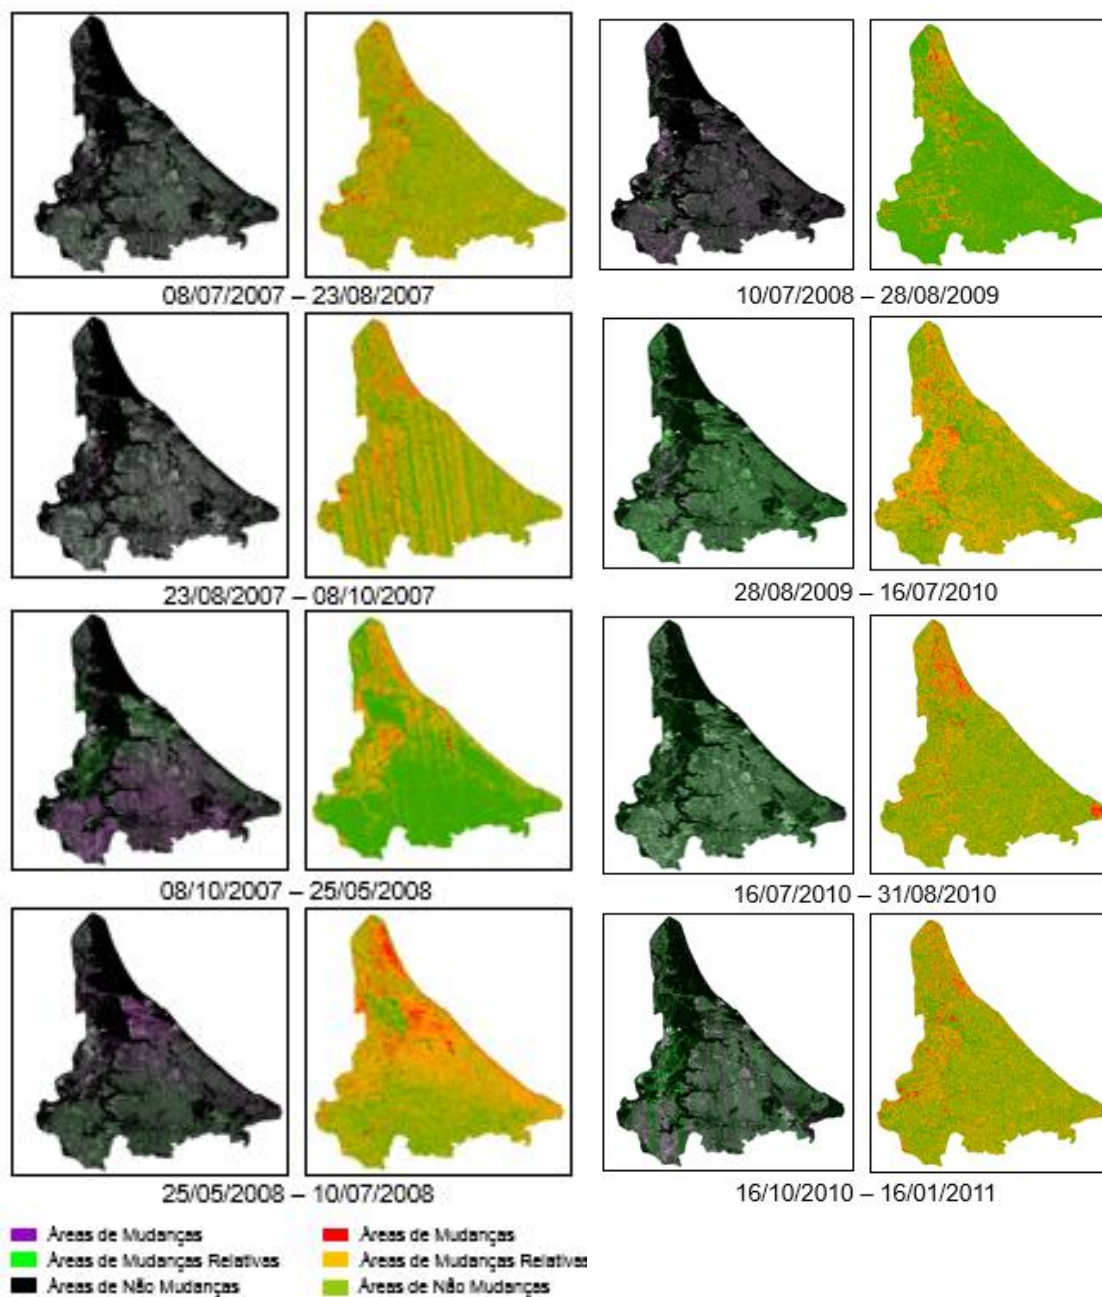 08/07/2007 – 23/08/2007
10/07/2008 – 28/08/2009
23/08/2007 – 08/10/2007
28/08/2009 – 16/07/2010
08/10/2007 – 25/05/2008
16/07/2010 – 31/08/2010
25/05/2008 – 10/07/2008
16/10/2010 – 16/01/2011
Áreas de Mudanças
Áreas de Mudanças Relativas
Áreas de Não Mudanças
Áreas de Mudanças
Áreas de Mudanças Relativas
Áreas de Não Mudanças